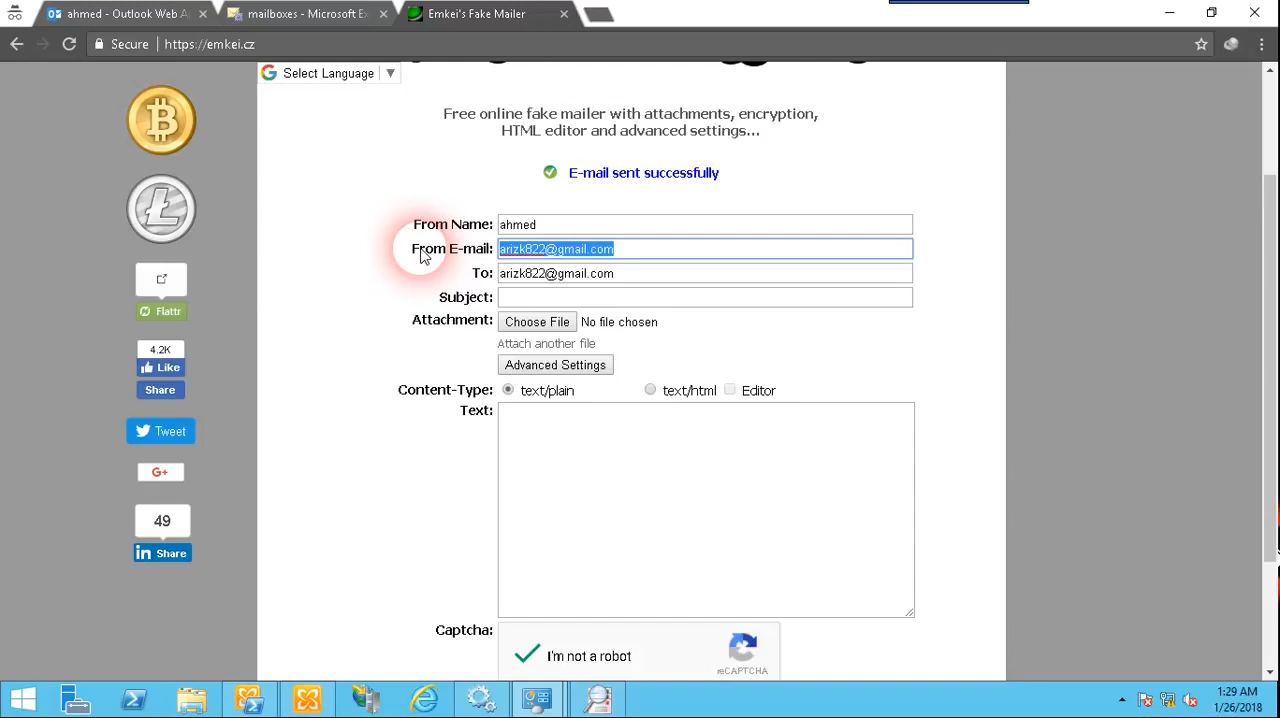 ahmed - Outlook Web A
mailboxes - Microsoft Ex
Emkei's Fake Mailer
Secure
https://emkei.cz
Select Language
Free online fake mailer with attachments, encryption,
HTML editor and advanced settings...
E-mail sent successfully
From Name: ahmed
From E-mail: arizk822@gmail.com
To: arizk822@gmail.com
Subject:
Attachment: Choose File No file chosen
Attach another file
Advanced Settings
Content-Type: text/plain text/html Editor
Text:
Captcha: I'm not a robot
reCAPTCHA
Flattr
4.2K
Like
Share
Tweet
G+
49
in Share
1:29 AM
1/26/2018